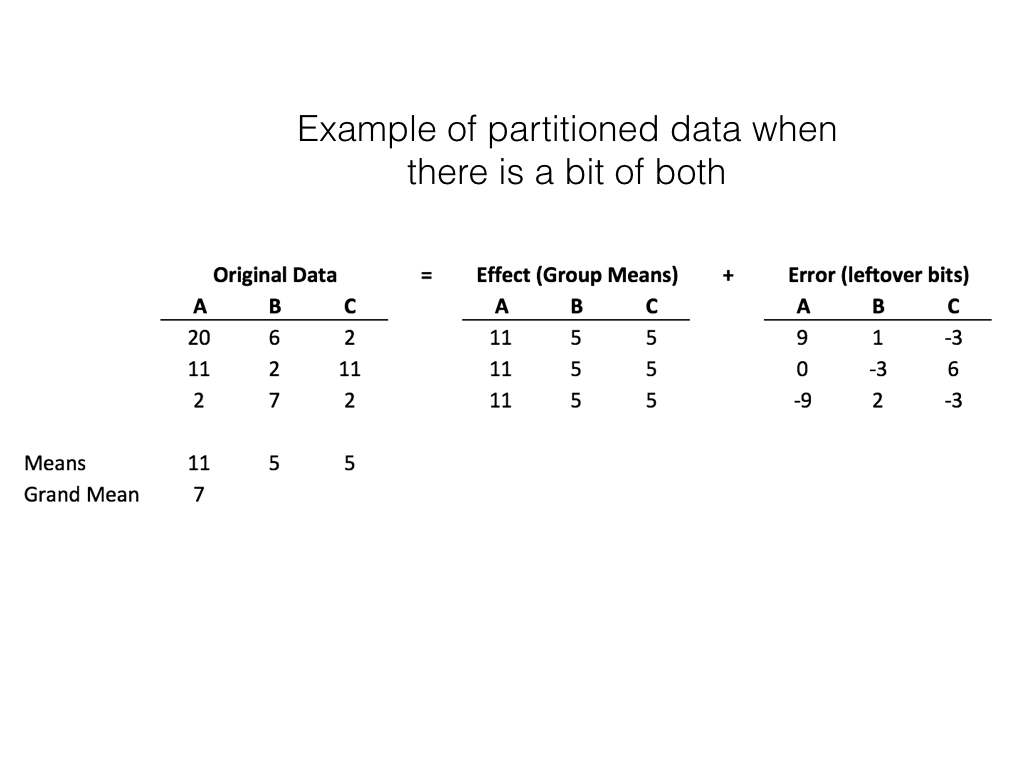 Example of partitioned data when
there is a bit of both
Original Data = Effect (Group Means) + Error (leftover bits)
A B C A B C A B C
20 6 2 11 5 5 9 1 -3
11 2 11 11 5 5 0 -3 6
2 7 2 11 5 5 -9 2 -3
Means 11 5 5
Grand Mean 7